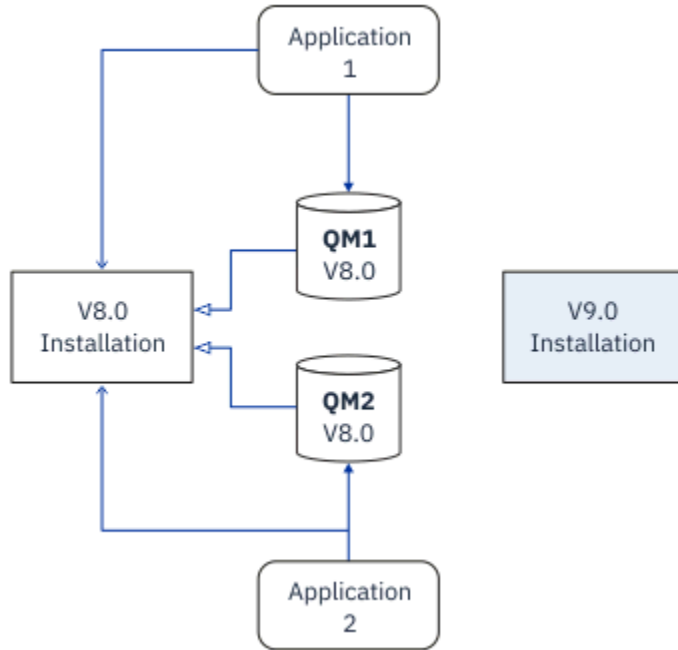 Application
1
QM1
V8.0
V8.0
Installation
V9.0
Installation
QM2
V8.0
Application
2